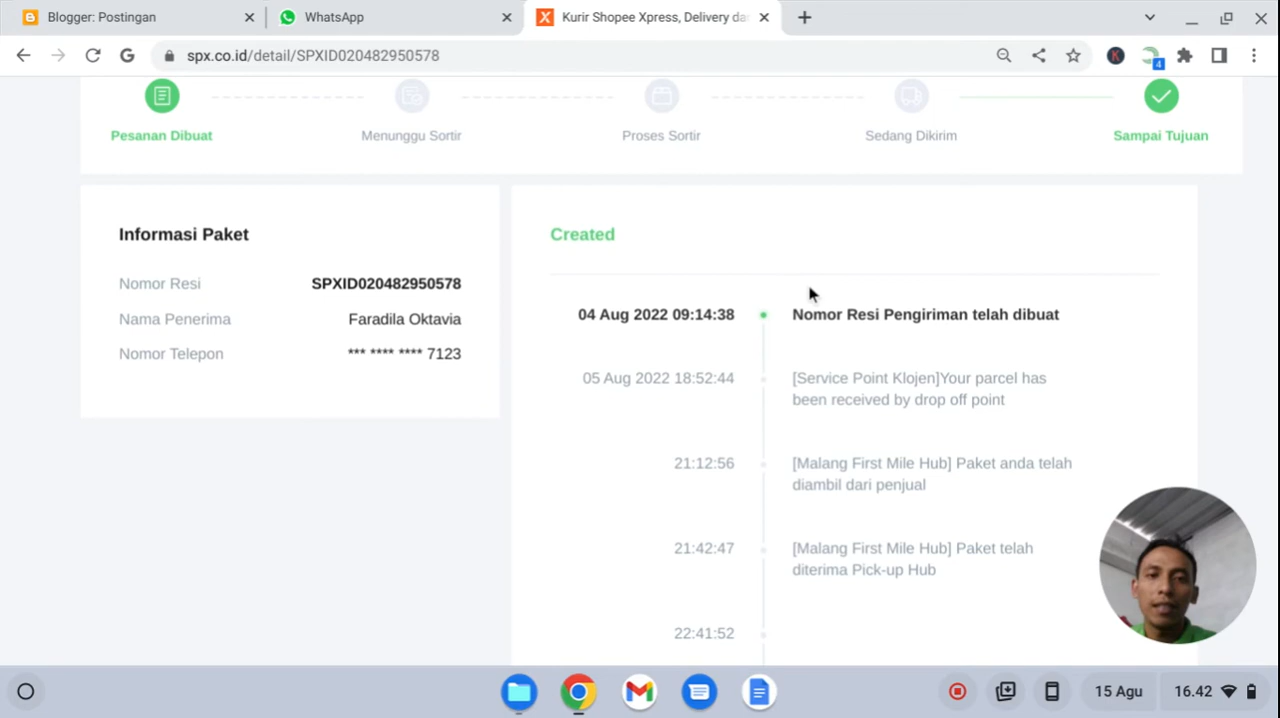 Blogger: Postingan
WhatsApp
Kurir Shopee Xpress, Delivery da
spx.co.id/detail/SPXID020482950578
K
4
Pesanan Dibuat
Menunggu Sortir
Proses Sortir
Sedang Dikirim
Sampai Tujuan
Informasi Paket
Nomor Resi SPXID020482950578
Nama Penerima Faradila Oktavia
Nomor Telepon *** **** **** 7123
Created
04 Aug 2022 09:14:38 Nomor Resi Pengiriman telah dibuat
05 Aug 2022 18:52:44 [Service Point Klojen]Your parcel has
been received by drop off point
21:12:56 [Malang First Mile Hub] Paket anda telah
diambil dari penjual
21:42:47 [Malang First Mile Hub] Paket telah
diterima Pick-up Hub
22:41:52
15 Agu 16.42